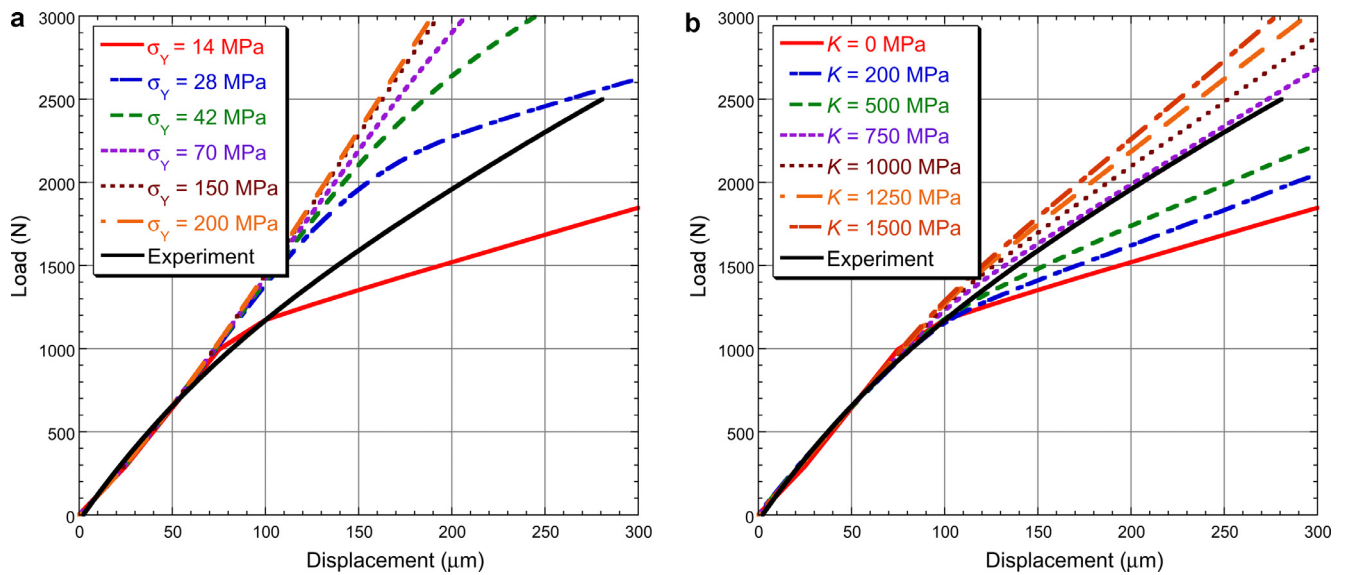 a
3000
2500
2000
1500
1000
500
0
Load (N)
σY = 14 MPa
σY = 28 MPa
σY = 42 MPa
σY = 70 MPa
σY = 150 MPa
σY = 200 MPa
Experiment
0 50 100 150 200 250 300
Displacement (μm)
b
3000
2500
2000
1500
1000
500
0
Load (N)
K = 0 MPa
K = 200 MPa
K = 500 MPa
K = 750 MPa
K = 1000 MPa
K = 1250 MPa
K = 1500 MPa
Experiment
0 50 100 150 200 250 300
Displacement (μm)